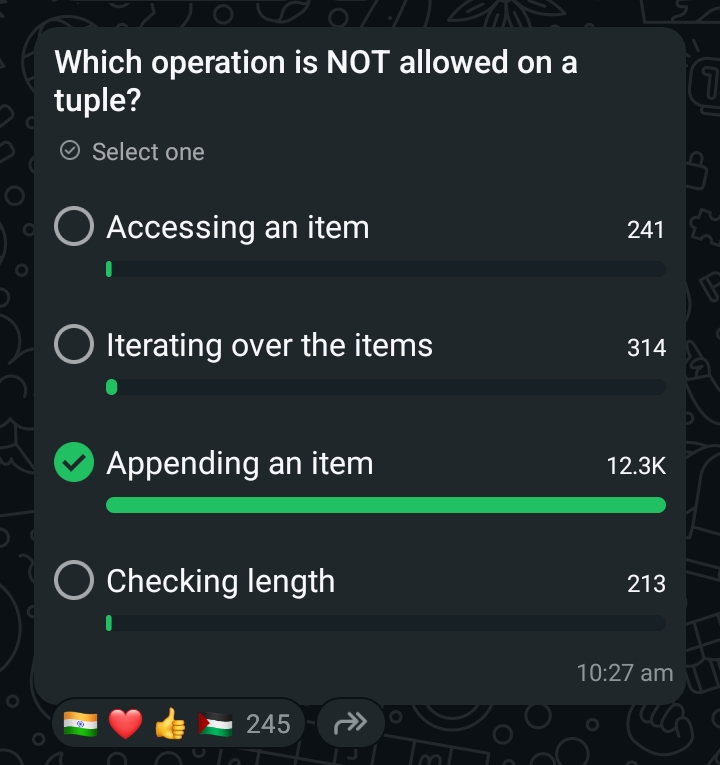 Which operation is NOT allowed on a
tuple?
Select one
Accessing an item 241
Iterating over the items 314
Appending an item 12.3K
Checking length 213
10:27 am
🇮🇳 ❤️ 👍 🇵🇸 245